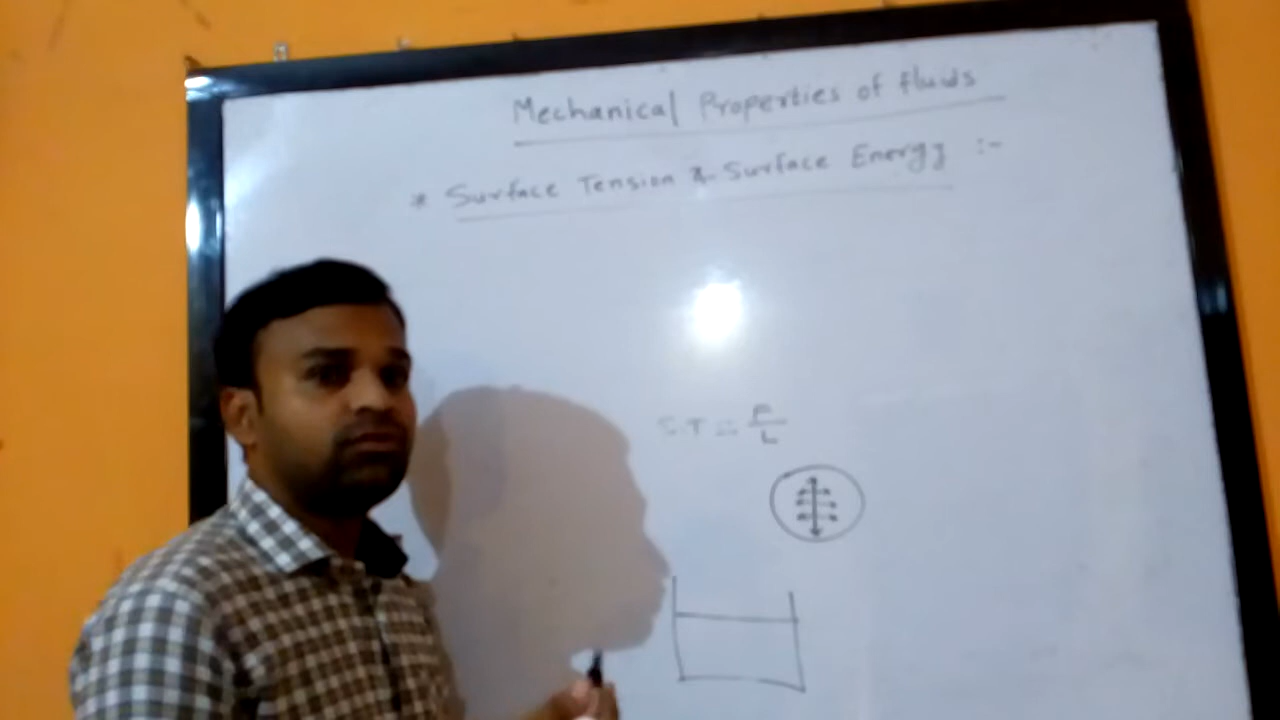 Mechanical Properties of fluids
* Surface Tension & Surface Energy :-
S.T = F/L